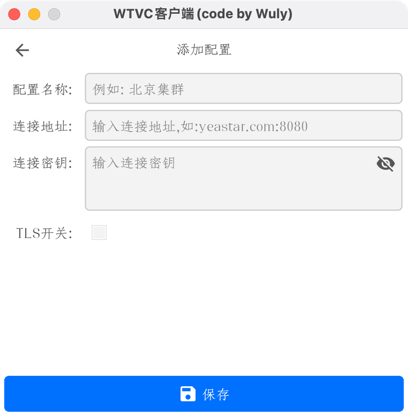 WTVC客户端(code by Wuly)
添加配置
配置名称: 例如: 北京集群
连接地址: 输入连接地址,如:yeastar.com:8080
连接密钥: 输入连接密钥
TLS开关:
保存